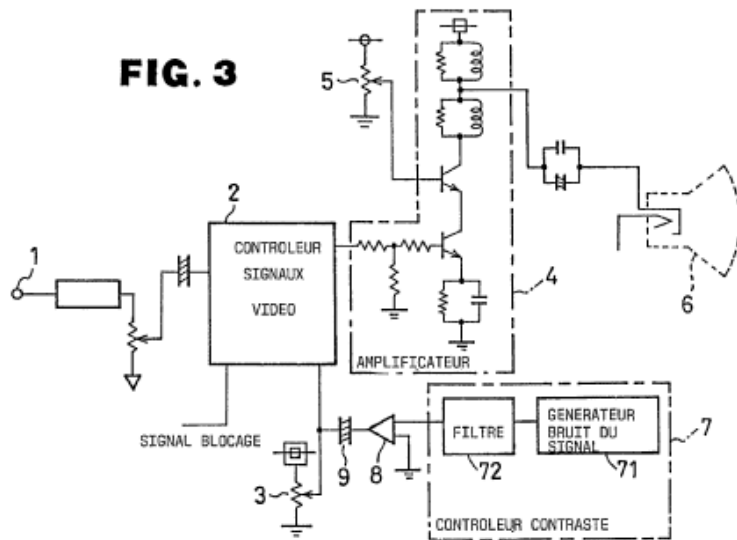 FIG. 3
5
2
1
CONTROLEUR
SIGNAUX
VIDEO
4
6
AMPLIFICATEUR
SIGNAL BLOCAGE
3
9
8
FILTRE
72
GENERATEUR
BRUIT DU
SIGNAL
71
7
CONTROLEUR CONTRASTE